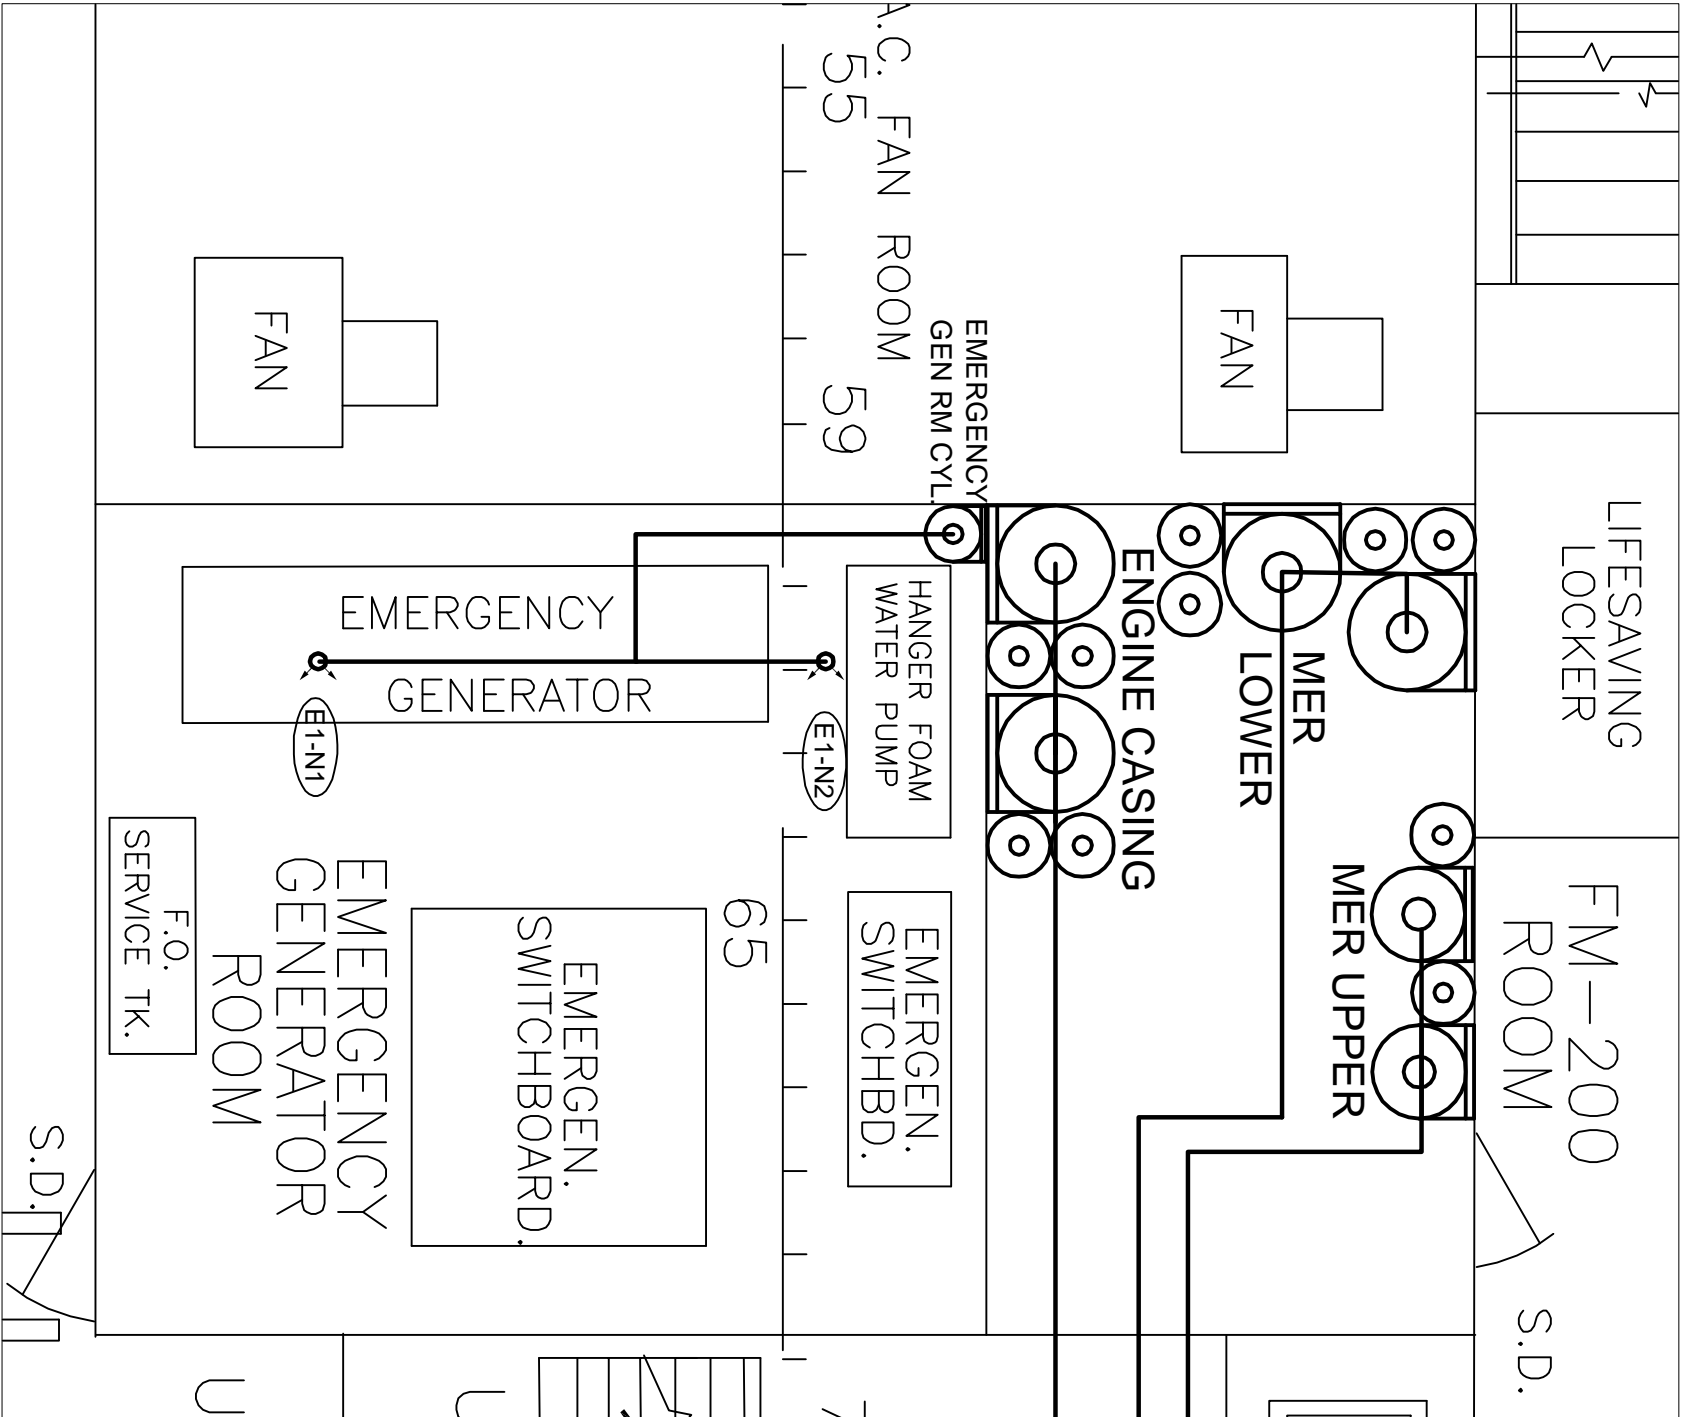 A.C. FAN ROOM
55
59
65
FAN
FAN
EMERGENCY
GEN RM CYL.
LIFESAVING
LOCKER
EMERGENCY
GENERATOR
HANGER FOAM
WATER PUMP
ENGINE CASING
MER
LOWER
MER UPPER
E1-N1
E1-N2
FM-200
ROOM
F.O.
SERVICE TK.
EMERGENCY
GENERATOR
ROOM
EMERGEN.
SWITCHBOARD.
EMERGEN.
SWITCHBD.
S.D.
S.D.
U
U